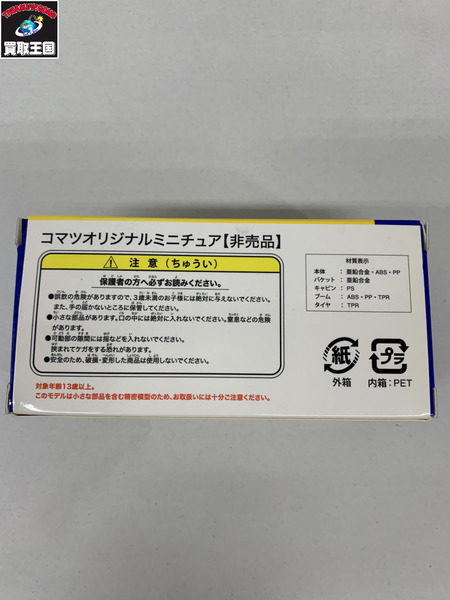 TREASURE KINGDOM
買取王国
コマツオリジナルミニチュア【非売品】
注 意 (ちゅうい)
保護者の方へ必ずお読みください。
●誤飲の危険がありますので、3歳未満のお子様には絶対に与えないでください。
また、手の届かないところに保管してください。
●小さな部品があります。口の中には絶対に入れないでください。窒息などの危険
があります。
●可動部の隙間には指などを入れないでください。
挟まれてケガをする恐れがあります。
●安全のため、破損・変形した商品は使用しないでください。
対象年齢13歳以上。
このモデルは小さな部品を含む精密模型のため、お取扱いには十分ご注意ください。
材質表示
本体 : 亜鉛合金・ABS・PP
バケット : 亜鉛合金
キャビン : PS
ブーム : ABS・PP・TPR
タイヤ : TPR
紙
外箱
プラ
内箱:PET